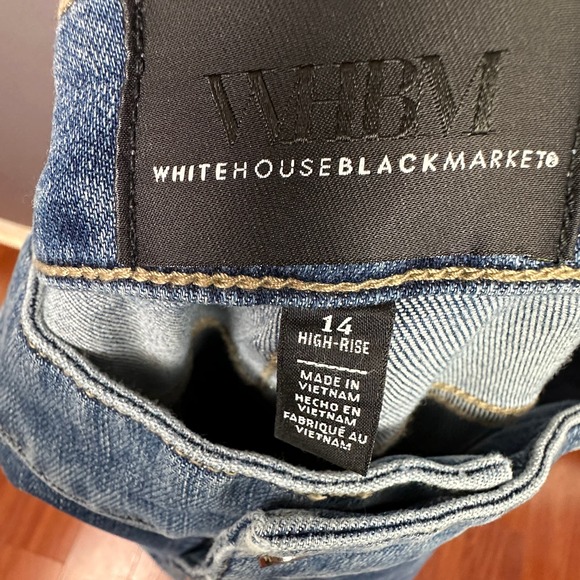 WHBM
WHITEHOUSEBLACKMARKET®
14
HIGH-RISE
MADE IN
VIETNAM
HECHO EN
VIETNAM
FABRIQUÉ AU
VIETNAM